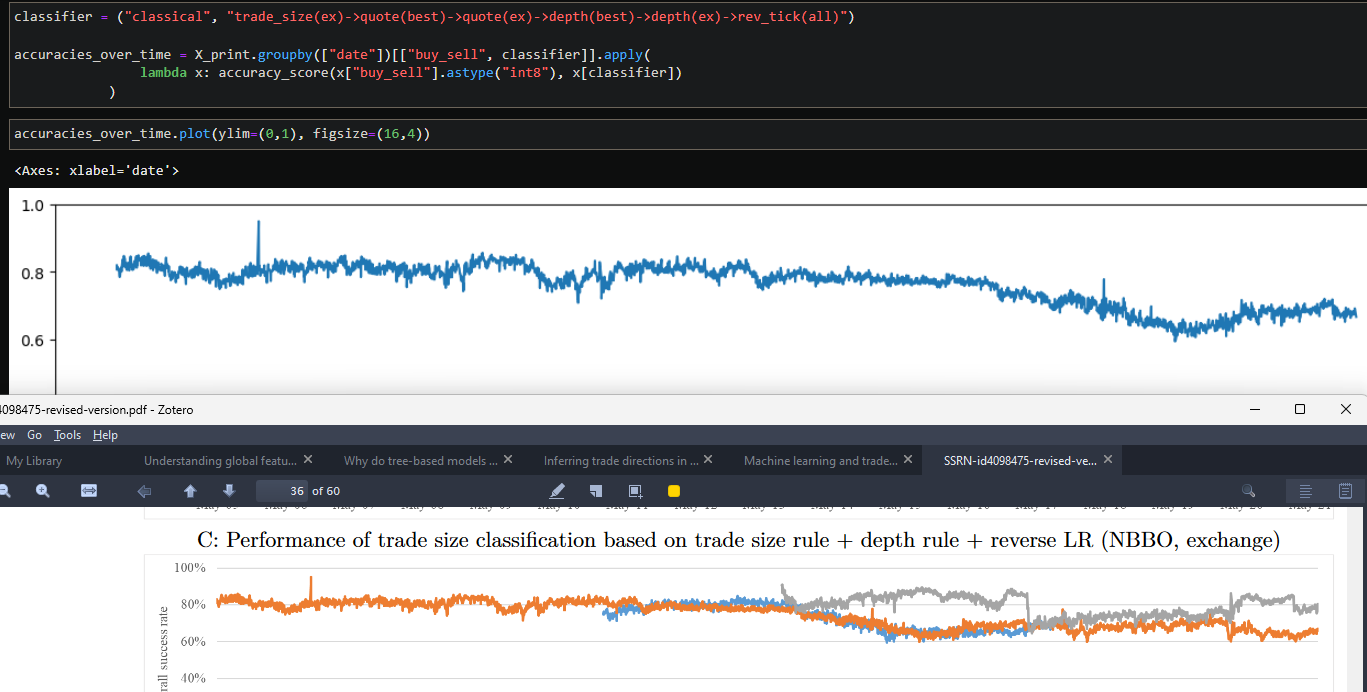 classifier = ("classical", "trade_size(ex)->quote(best)->quote(ex)->depth(best)->depth(ex)->rev_tick(all)")
accuracies_over_time = X_print.groupby(["date"])[["buy_sell", classifier]].apply(
lambda x: accuracy_score(x["buy_sell"].astype("int8"), x[classifier])
)
accuracies_over_time.plot(ylim=(0,1), figsize=(16,4))
<Axes: xlabel='date'>
1.0
0.8
0.6
4098475-revised-version.pdf - Zotero
ew Go Tools Help
My Library Understanding global featu... Why do tree-based models ... Inferring trade directions in ... Machine learning and trade... SSRN-id4098475-revised-ve...
36 of 60
C: Performance of trade size classification based on trade size rule + depth rule + reverse LR (NBBO, exchange)
100%
80%
60%
40%
rall success rate